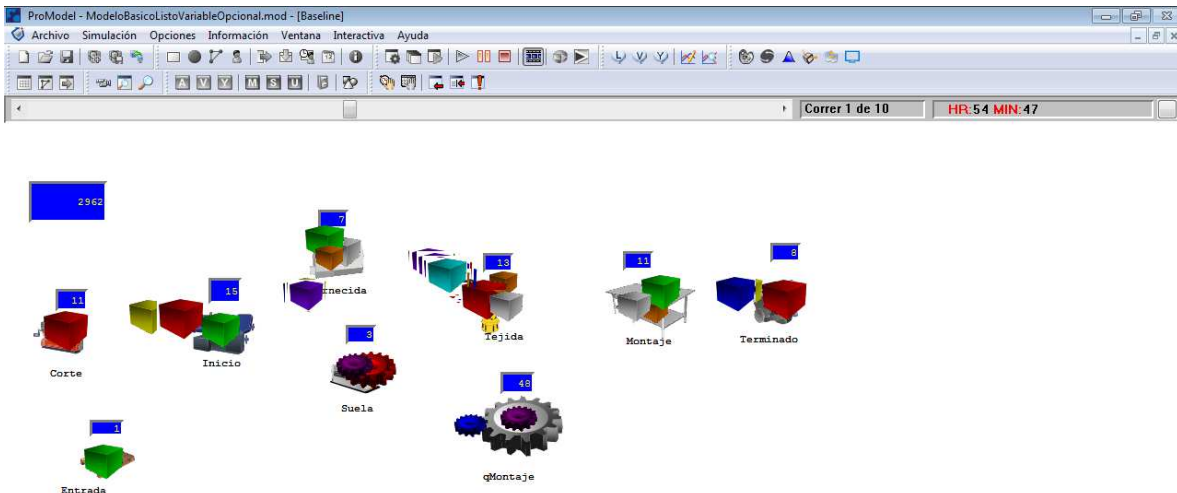 ProModel - ModeloBasicoListoVariableOpcional.mod - [Baseline]
Archivo Simulación Opciones Información Ventana Interactiva Ayuda
Correr 1 de 10 HR:54 MIN:47
2962
7
13
11
8
11
15
rnecida
3
Tejida
Montaje
Terminado
Inicio
Corte
48
Suela
1
qMontaje
Entrada